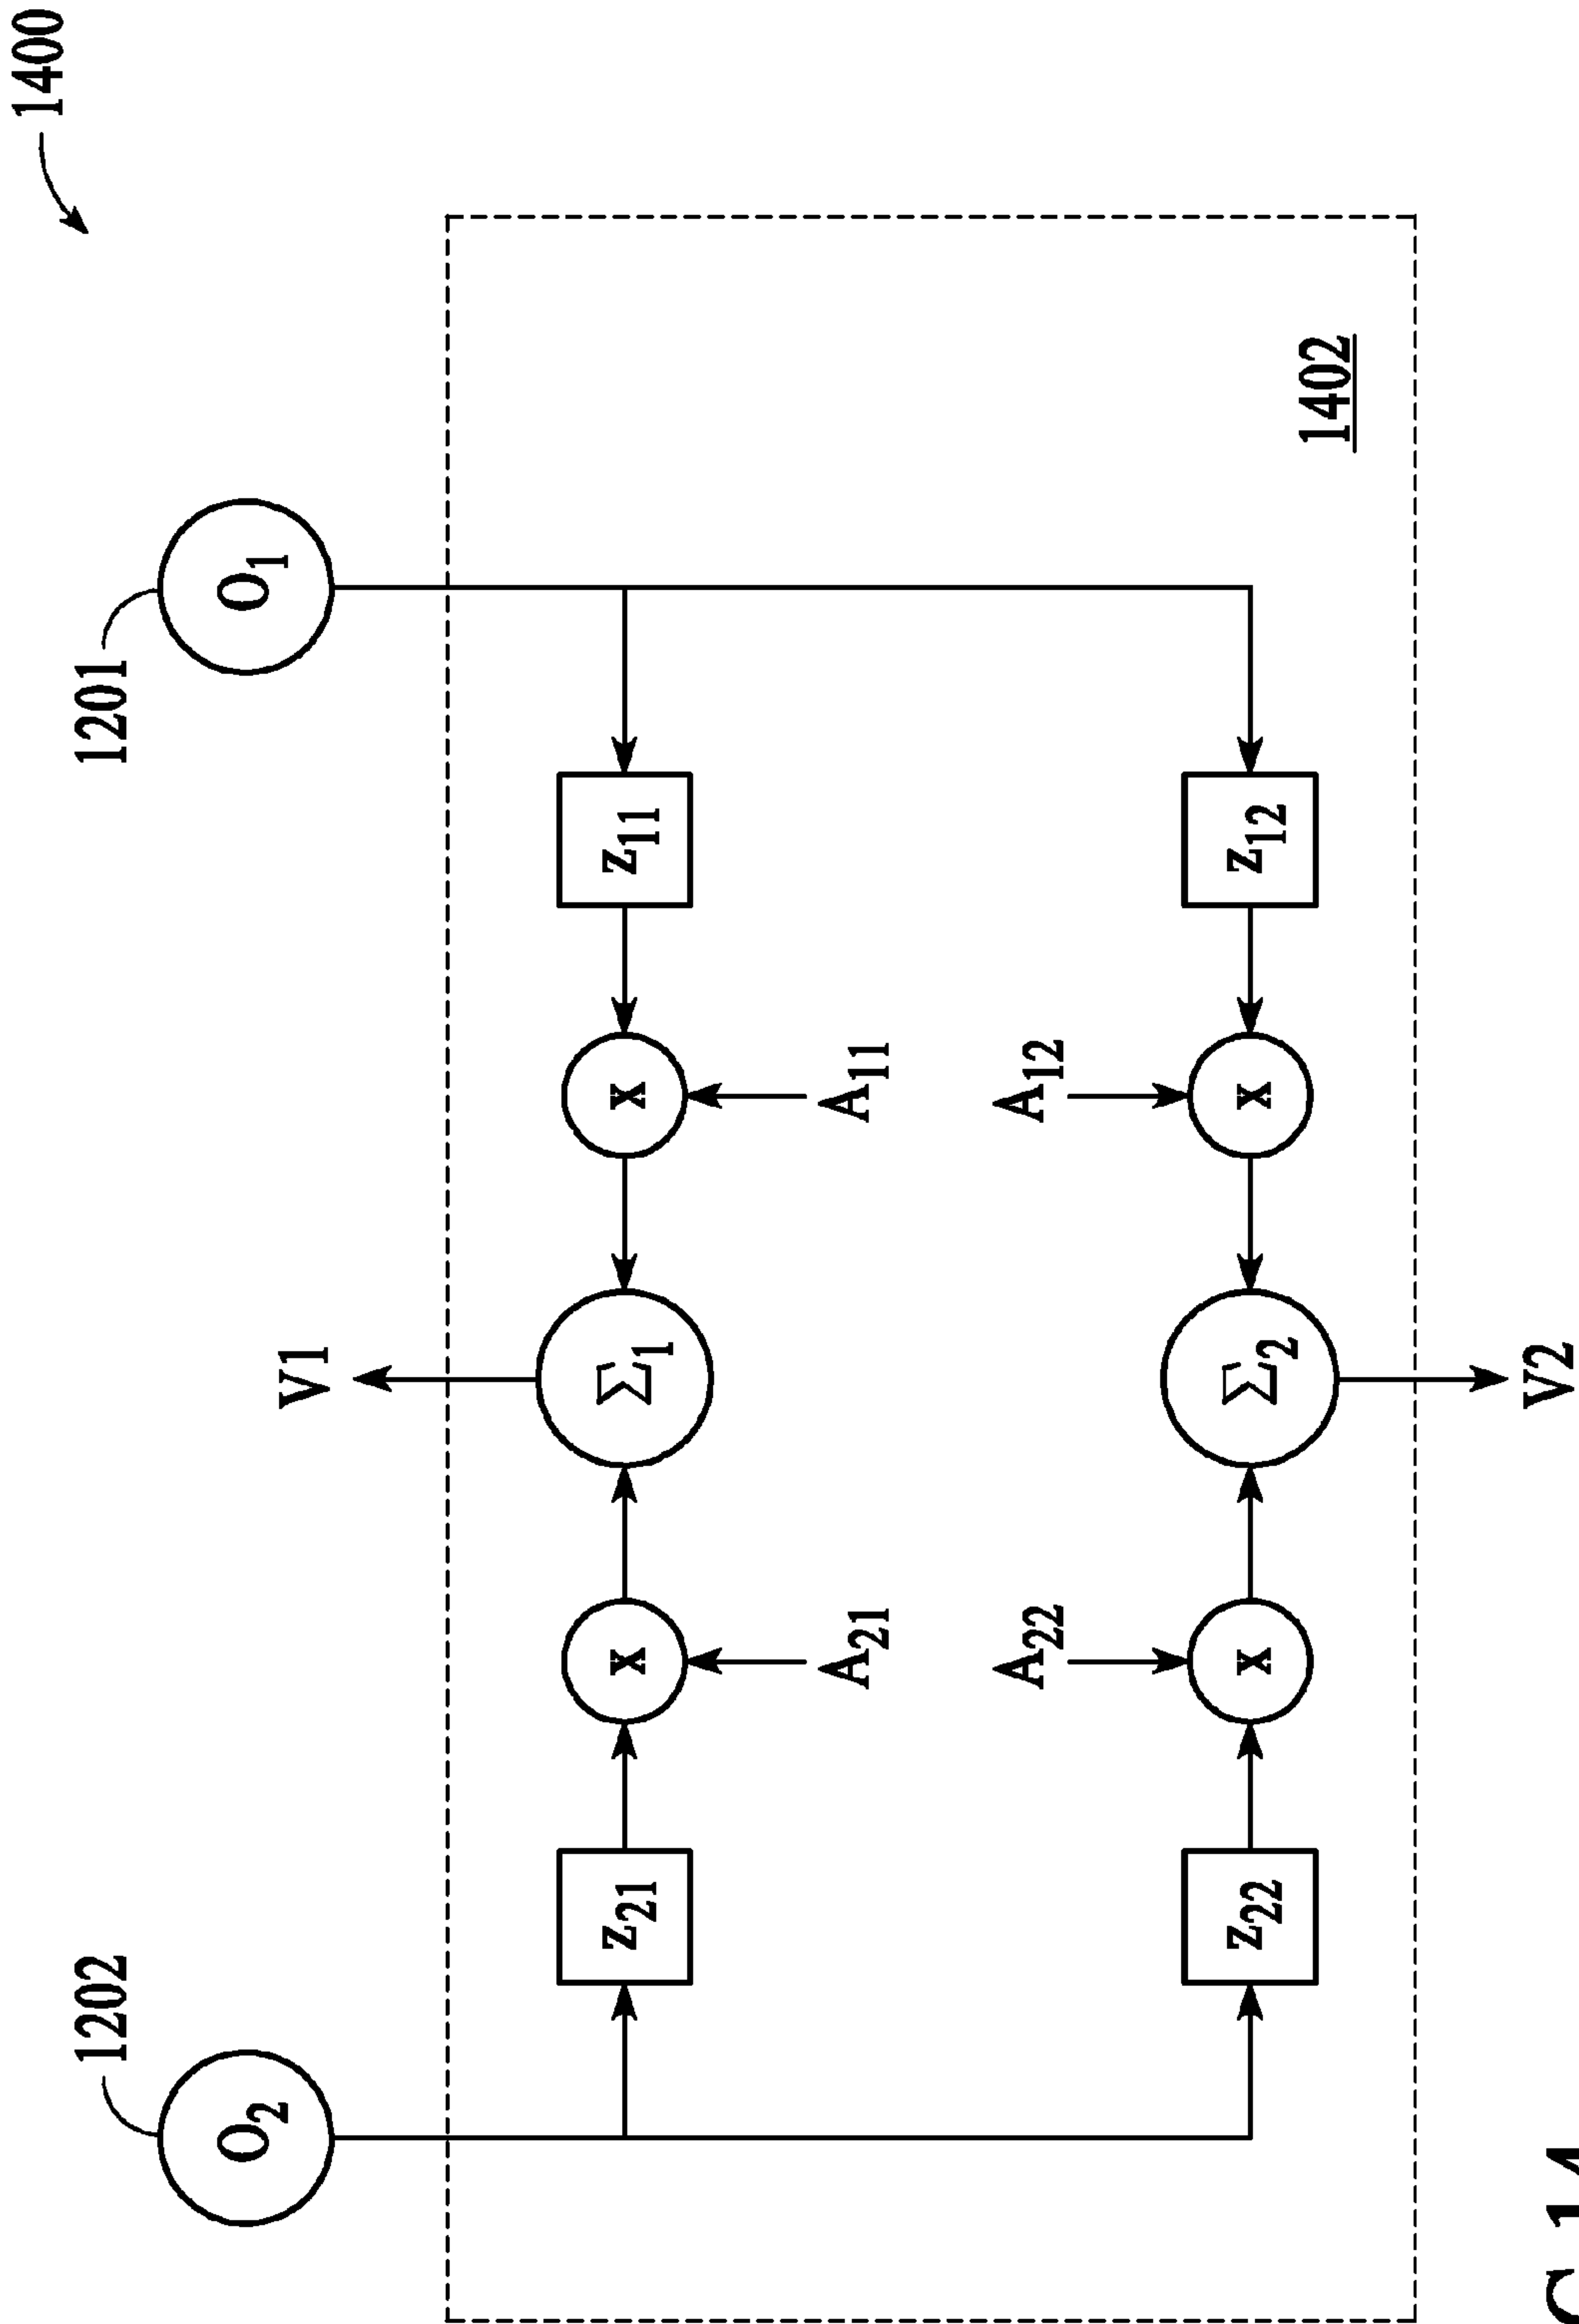 1400
1202
1201
O₂
O₁
V1
z₂₁
x
Σ₁
x
z₁₁
A₂₁
A₁₁
A₂₂
A₁₂
z₂₂
x
Σ₂
x
z₁₂
1402
V2